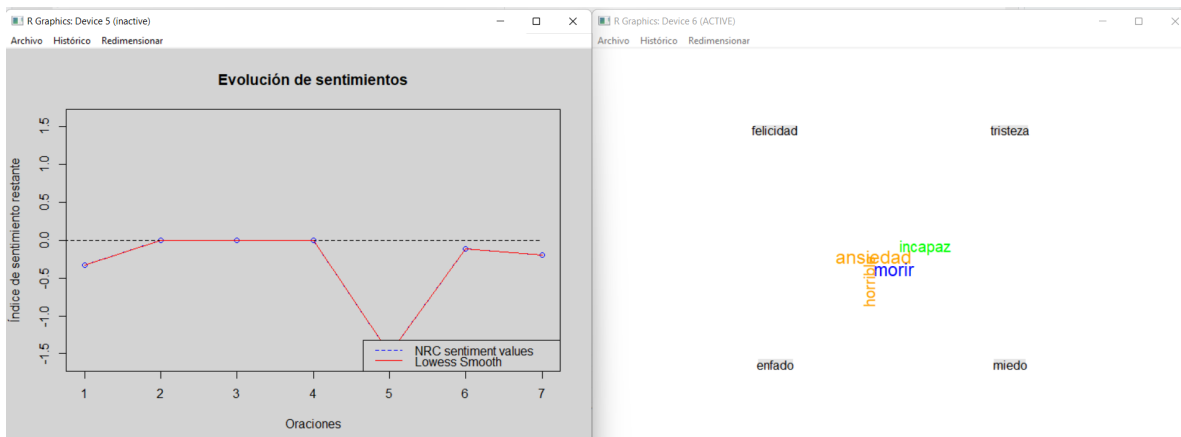 R Graphics: Device 5 (inactive)
Archivo Histórico Redimensionar
Evolución de sentimientos
Índice de sentimiento restante
1.5
1.0
0.5
0.0
-0.5
-1.0
-1.5
NRC sentiment values
Lowess Smooth
1 2 3 4 5 6 7
Oraciones
R Graphics: Device 6 (ACTIVE)
Archivo Histórico Redimensionar
felicidad
tristeza
incapaz
ansiedad
morir
horrible
enfado
miedo